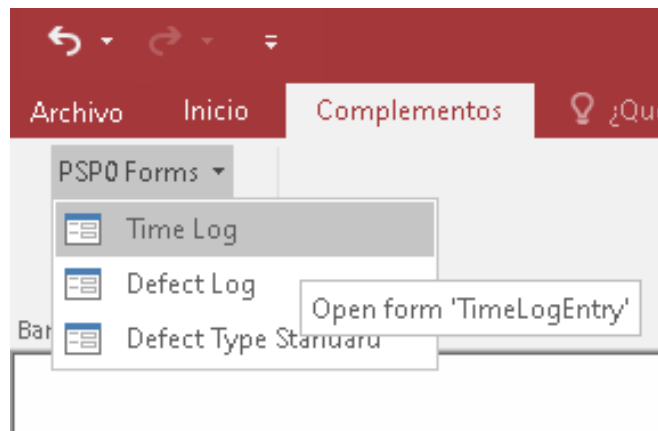 Archivo Inicio Complementos ¿Qu
PSP0 Forms
Time Log
Defect Log
Open form 'TimeLogEntry'
Bar
Defect Type Standard